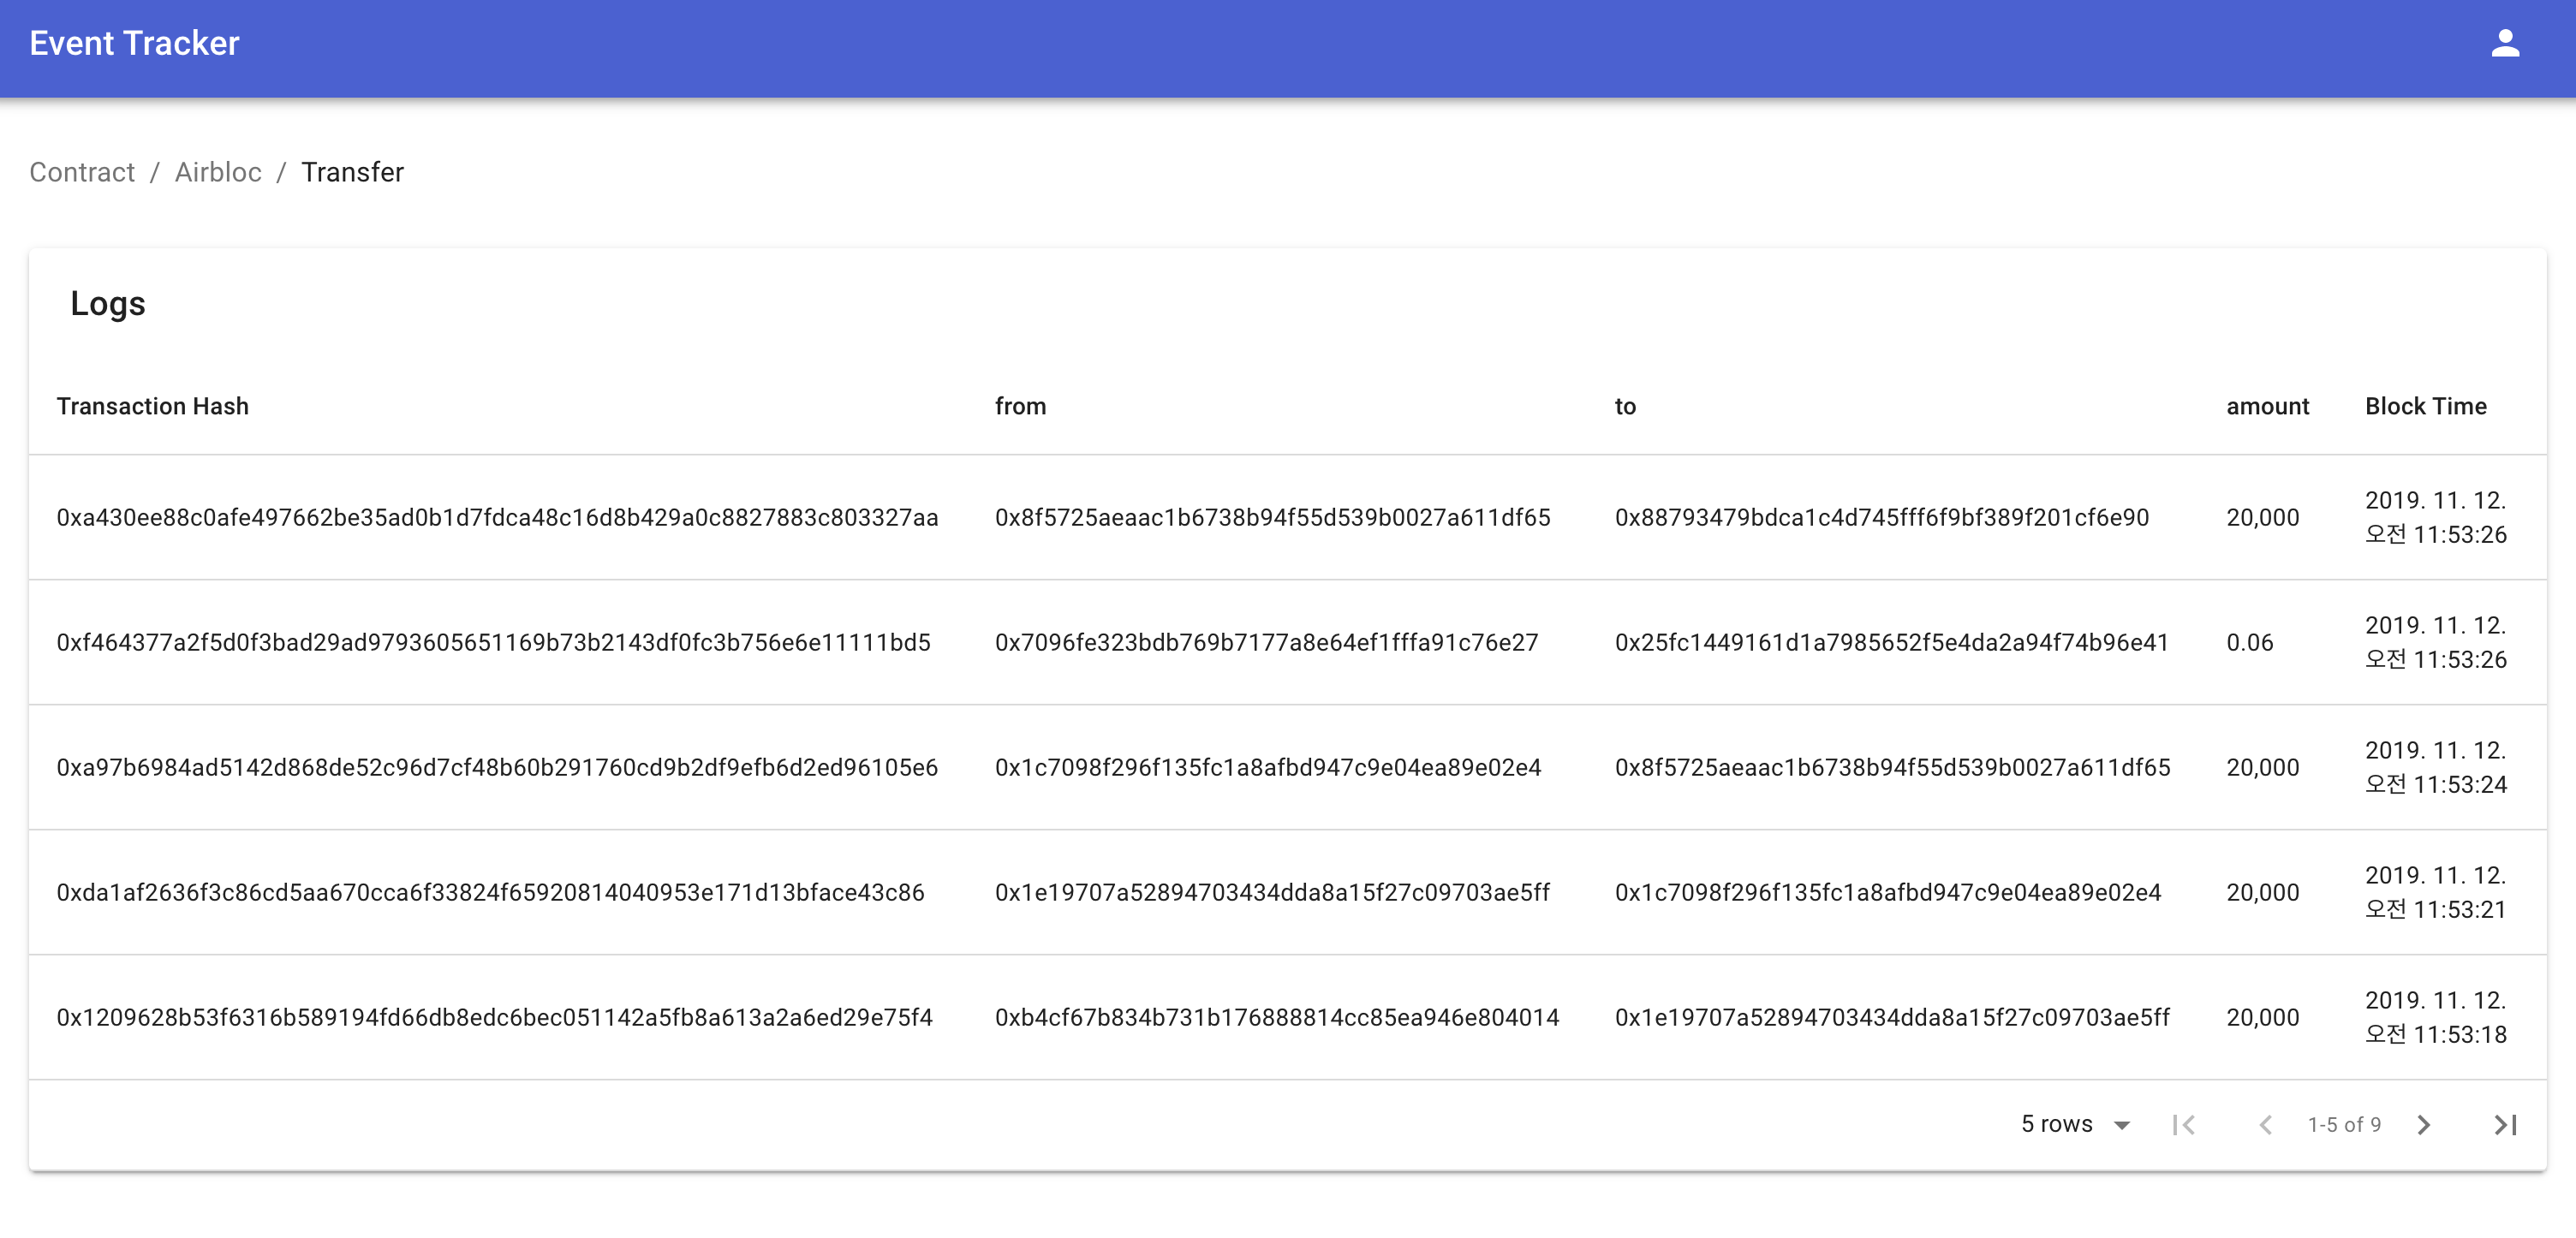 Event Tracker
Contract / Airbloc / Transfer
Logs
Transaction Hash from to amount Block Time
0xa430ee88c0afe497662be35ad0b1d7fdca48c16d8b429a0c8827883c803327aa 0x8f5725aeaac1b6738b94f55d539b0027a611df65 0x88793479bdca1c4d745fff6f9bf389f201cf6e90 20,000 2019. 11. 12.
오전 11:53:26
0xf464377a2f5d0f3bad29ad9793605651169b73b2143df0fc3b756e6e11111bd5 0x7096fe323bdb769b7177a8e64ef1fffa91c76e27 0x25fc1449161d1a7985652f5e4da2a94f74b96e41 0.06 2019. 11. 12.
오전 11:53:26
0xa97b6984ad5142d868de52c96d7cf48b60b291760cd9b2df9efb6d2ed96105e6 0x1c7098f296f135fc1a8afbd947c9e04ea89e02e4 0x8f5725aeaac1b6738b94f55d539b0027a611df65 20,000 2019. 11. 12.
오전 11:53:24
0xda1af2636f3c86cd5aa670cca6f33824f65920814040953e171d13bface43c86 0x1e19707a52894703434dda8a15f27c09703ae5ff 0x1c7098f296f135fc1a8afbd947c9e04ea89e02e4 20,000 2019. 11. 12.
오전 11:53:21
0x1209628b53f6316b589194fd66db8edc6bec051142a5fb8a613a2a6ed29e75f4 0xb4cf67b834b731b176888814cc85ea946e804014 0x1e19707a52894703434dda8a15f27c09703ae5ff 20,000 2019. 11. 12.
오전 11:53:18
5 rows 1-5 of 9